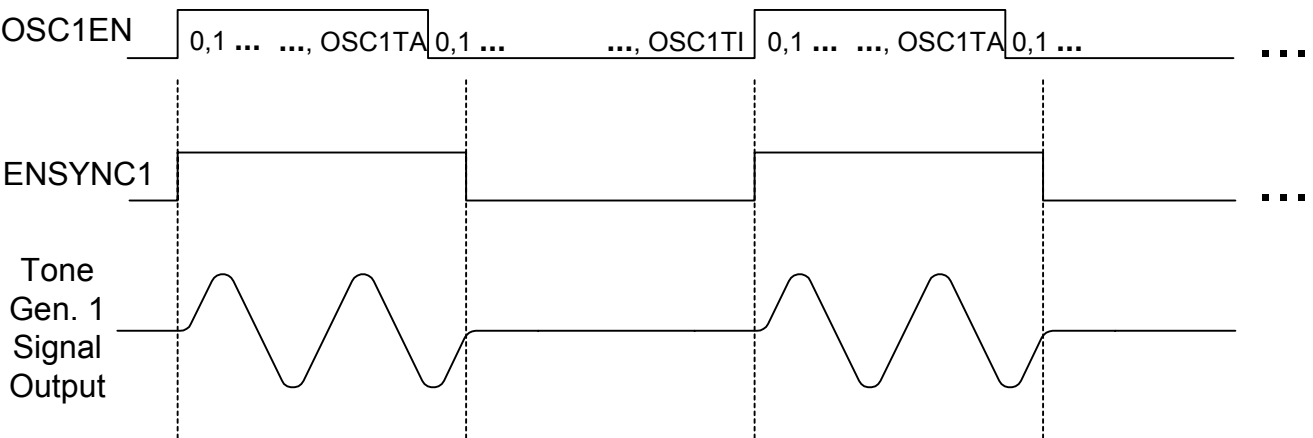 OSC1EN
0,1 ... ..., OSC1TA 0,1 ... ..., OSC1TI 0,1 ... ..., OSC1TA 0,1 ...
...
ENSYNC1
...
Tone
Gen. 1
Signal
Output